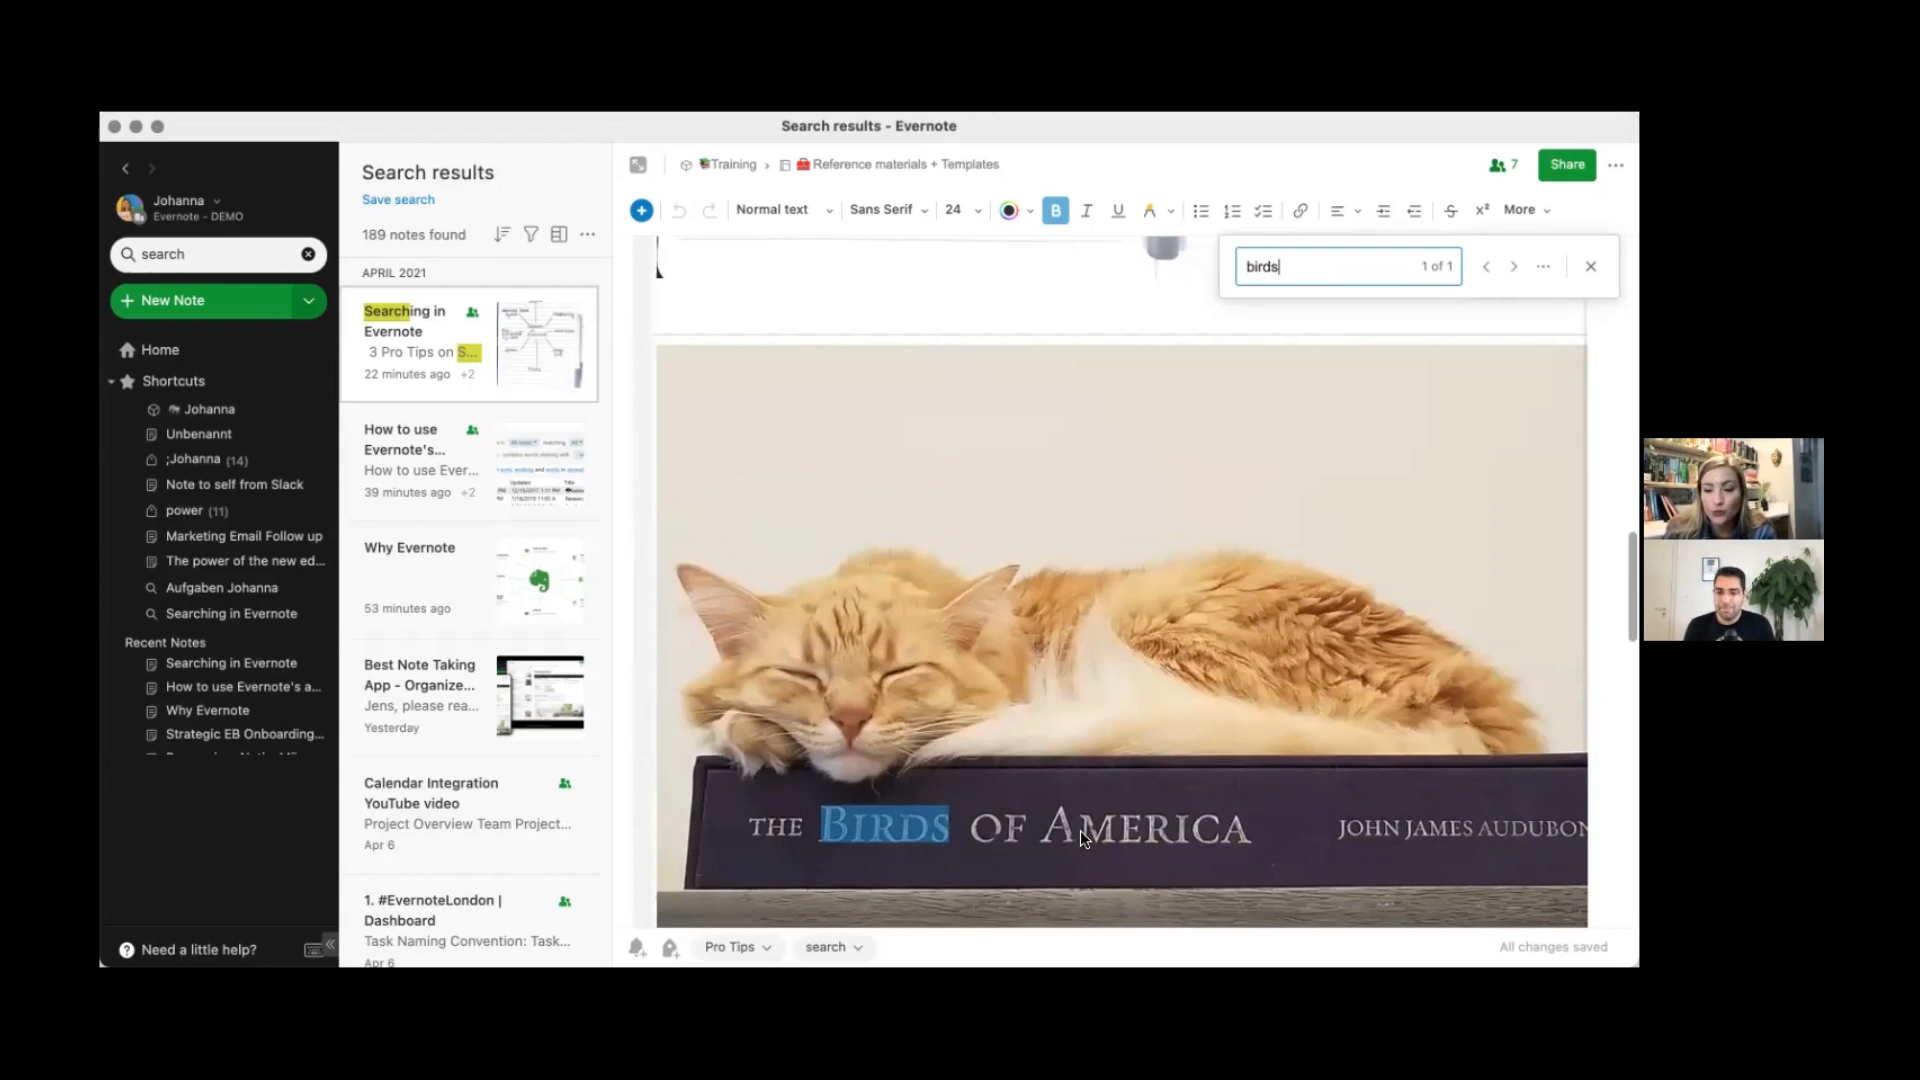 Search results - Evernote
Johanna
Evernote - DEMO
search
New Note
Home
Shortcuts
Johanna
Unbenannt
;Johanna (14)
Note to self from Slack
power (11)
Marketing Email Follow up
The power of the new ed...
Aufgaben Johanna
Searching in Evernote
Recent Notes
Searching in Evernote
How to use Evernote's a...
Why Evernote
Strategic EB Onboarding...
Need a little help?
Search results
Save search
189 notes found
APRIL 2021
Searching in
Evernote
3 Pro Tips on S...
22 minutes ago +2
How to use
Evernote's...
How to use Ever...
39 minutes ago +2
Why Evernote
53 minutes ago
Best Note Taking
App - Organize...
Jens, please rea...
Yesterday
Calendar Integration
YouTube video
Project Overview Team Project...
Apr 6
1. #EvernoteLondon |
Dashboard
Task Naming Convention: Task...
Apr 6
Training › Reference materials + Templates
7
Share
Normal text
Sans Serif
24
B I U
More
birds
1 of 1
THE BIRDS OF AMERICA JOHN JAMES AUDUBON
Pro Tips
search
All changes saved